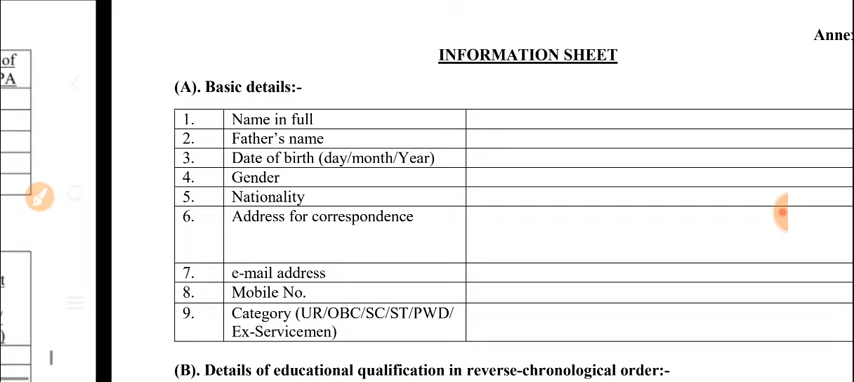 of
PA
Anne
INFORMATION SHEET
(A). Basic details:-
1. Name in full
2. Father's name
3. Date of birth (day/month/Year)
4. Gender
5. Nationality
6. Address for correspondence
7. e-mail address
8. Mobile No.
9. Category (UR/OBC/SC/ST/PWD/
Ex-Servicemen)
(B). Details of educational qualification in reverse-chronological order:-